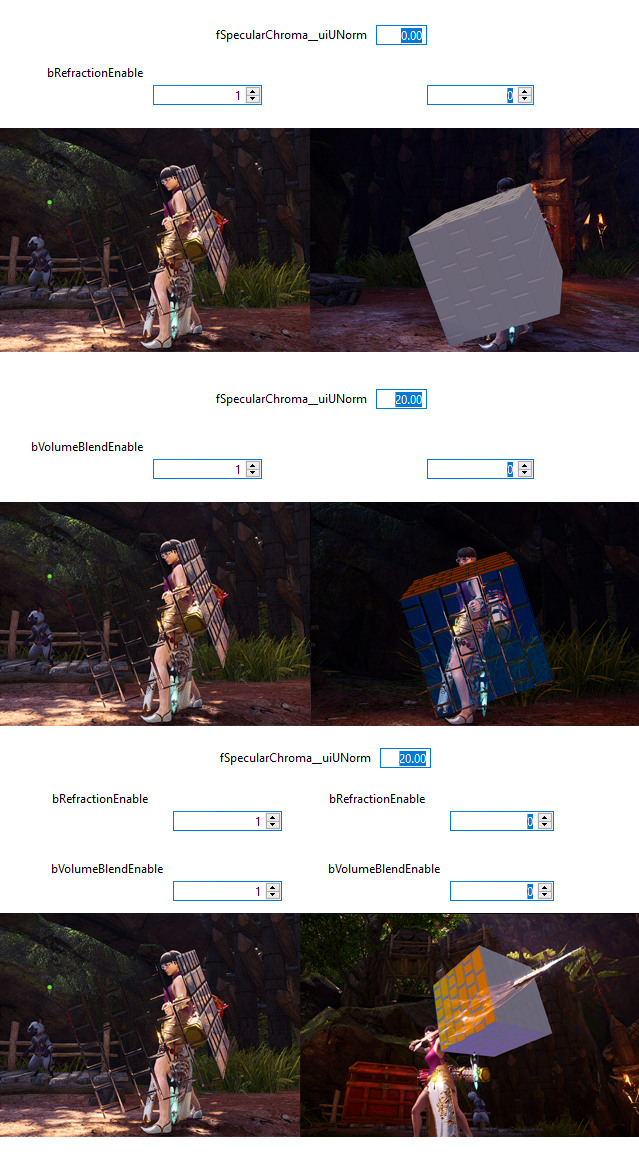 fSpecularChroma__uiUNorm 0.00
bRefractionEnable
1 0
fSpecularChroma__uiUNorm 20.00
bVolumeBlendEnable
1 0
fSpecularChroma__uiUNorm 20.00
bRefractionEnable bRefractionEnable
1 0
bVolumeBlendEnable bVolumeBlendEnable
1 0